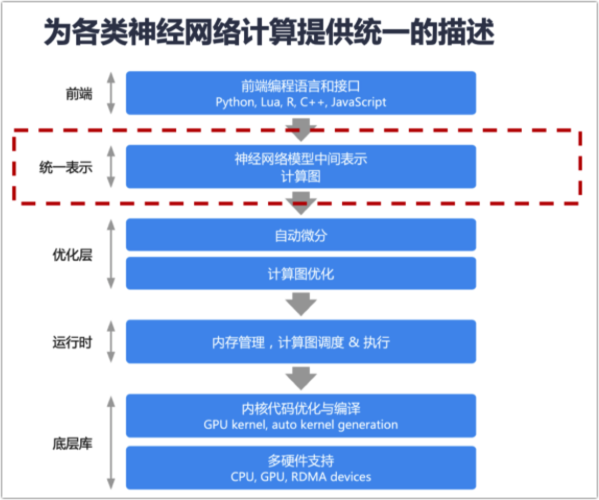 为各类神经网络计算提供统一的描述
前端
前端编程语言和接口
Python, Lua, R, C++, JavaScript
统一表示
神经网络模型中间表示
计算图
优化层
自动微分
计算图优化
运行时
内存管理，计算图调度 & 执行
底层库
内核代码优化与编译
GPU kernel, auto kernel generation
多硬件支持
CPU, GPU, RDMA devices